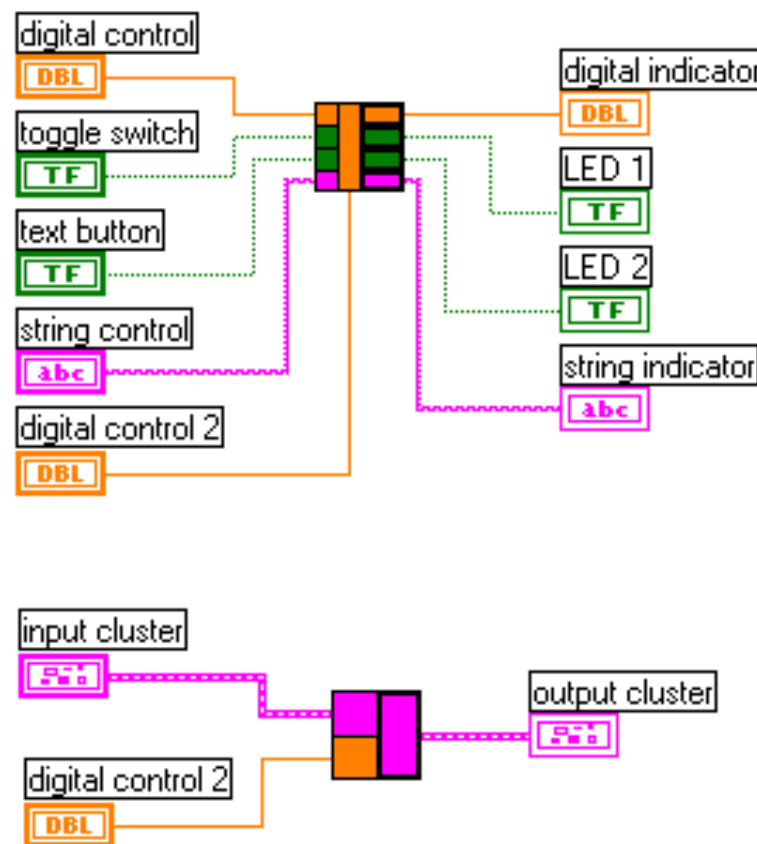 digital control
DBL
toggle switch
TF
text button
TF
string control
abc
digital control 2
DBL
digital indicator
DBL
LED 1
TF
LED 2
TF
string indicator
abc
input cluster
digital control 2
DBL
output cluster